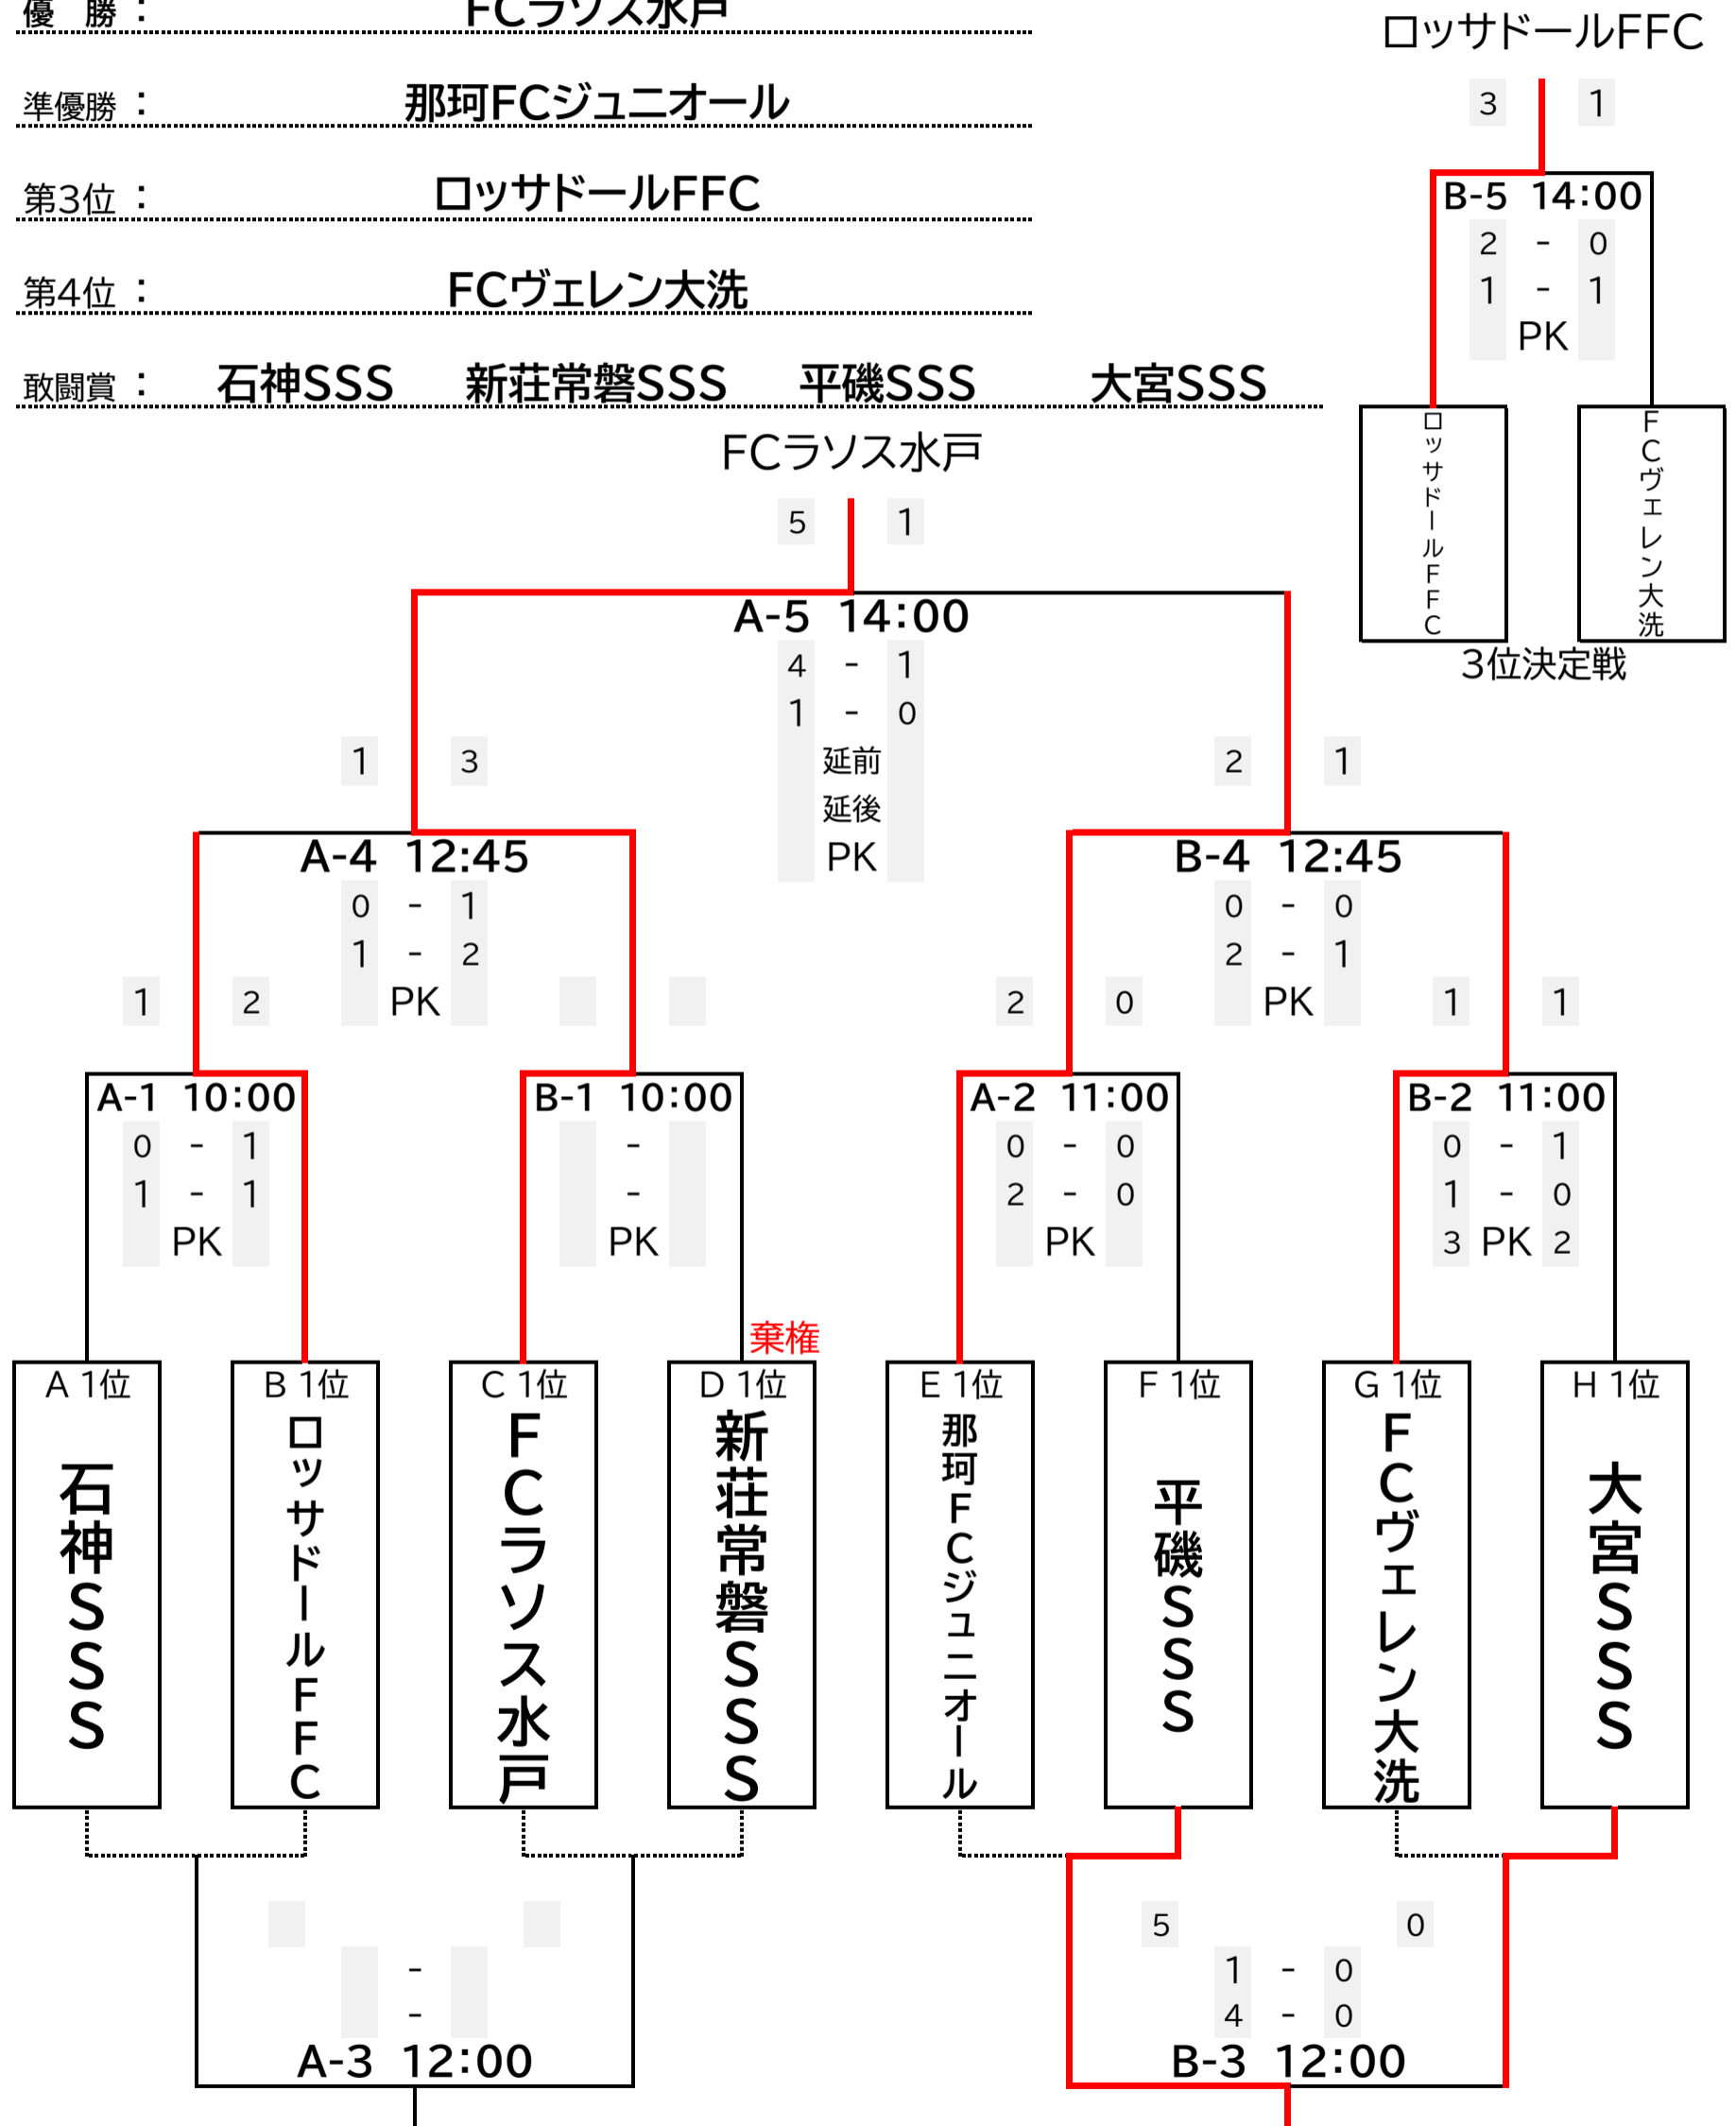 優 勝 : FCラソス水戸
準優勝 : 那珂FCジュニオール
第3位 : ロッサドールFFC
第4位 : FCヴェレン大洗
敢闘賞 : 石神SSS 新荘常磐SSS 平磯SSS 大宮SSS
ロッサドールFFC
3 1
B-5 14:00
2 - 0
1 - 1
PK
ロッサドールFFC
FCヴェレン大洗
3位決定戦
FCラソス水戸
5 1
A-5 14:00
4 - 1
1 - 0
延前
延後
PK
1 3
A-4 12:45
0 - 1
1 - 2
PK
2 1
B-4 12:45
0 - 0
2 - 1
PK
1 2
A-1 10:00
0 - 1
1 - 1
PK
B-1 10:00
-
-
PK
棄権
2 0
A-2 11:00
0 - 0
2 - 0
PK
1 1
B-2 11:00
0 - 1
1 - 0
3 PK 2
A 1位
石神SSS
B 1位
ロッサドールFFC
C 1位
FCラソス水戸
D 1位
新荘常磐SSS
E 1位
那珂FCジュニオール
F 1位
平磯SSS
G 1位
FCヴェレン大洗
H 1位
大宮SSS
-
-
A-3 12:00
5 0
1 - 0
4 - 0
B-3 12:00